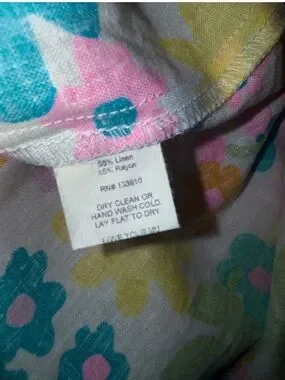 55% Linen
45% Rayon
RN# 133910
DRY CLEAN OR
HAND WASH COLD
LAY FLAT TO DRY